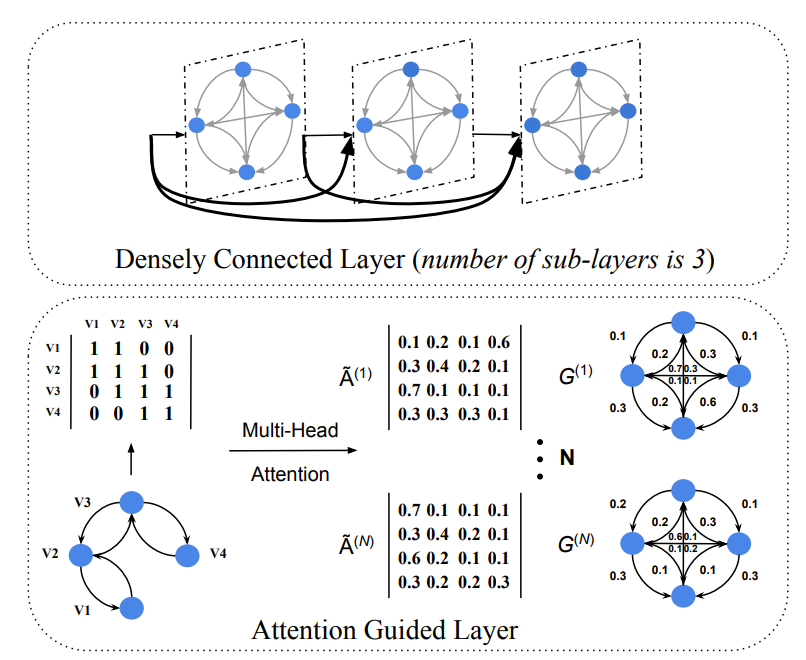 Densely Connected Layer (number of sub-layers is 3)
V1 V2 V3 V4
V1 1 1 0 0
V2 1 1 1 0
V3 0 1 1 1
V4 0 0 1 1
V3
V2
V4
V1
Multi-Head
Attention
Ã(1)
0.1 0.2 0.1 0.6
0.3 0.4 0.2 0.1
0.7 0.1 0.1 0.1
0.3 0.3 0.3 0.1
G(1)
0.1 0.1
0.2 0.3
0.7 0.3
0.1 0.1
0.2 0.6
0.3 0.3
N
Ã(N)
0.7 0.1 0.1 0.1
0.3 0.4 0.2 0.1
0.6 0.2 0.1 0.1
0.3 0.2 0.2 0.3
G(N)
0.2 0.1
0.2 0.3
0.6 0.1
0.1 0.2
0.1 0.1
0.3 0.3
Attention Guided Layer